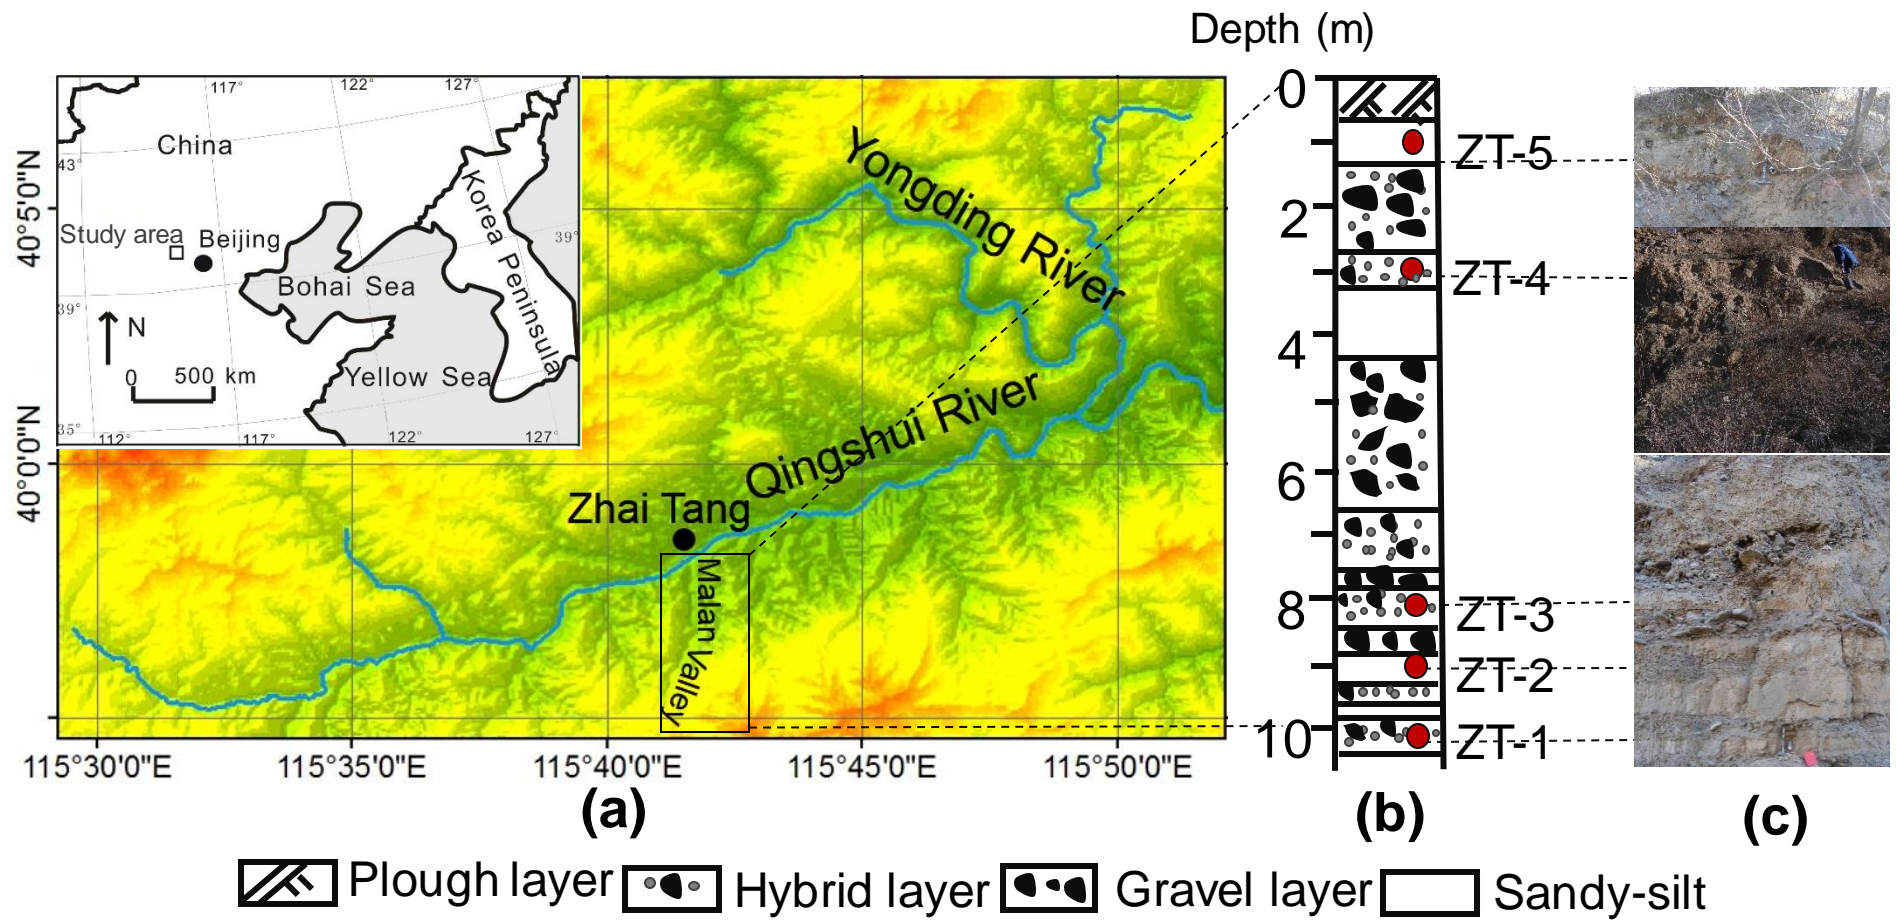 Depth (m)
117°
122°
127°
China
43°
Study area
Beijing
Korea Peninsula
39°
Bohai Sea
39°
N
0 500 km
Yellow Sea
35°
112°
117°
122°
127°
40°5'0"N
40°0'0"N
Yongding River
Qingshui River
Zhai Tang
Malan Valley
115°30'0"E
115°35'0"E
115°40'0"E
115°45'0"E
115°50'0"E
0
2
4
6
8
10
ZT-5
ZT-4
ZT-3
ZT-2
ZT-1
(a)
(b)
(c)
Plough layer
Hybrid layer
Gravel layer
Sandy-silt